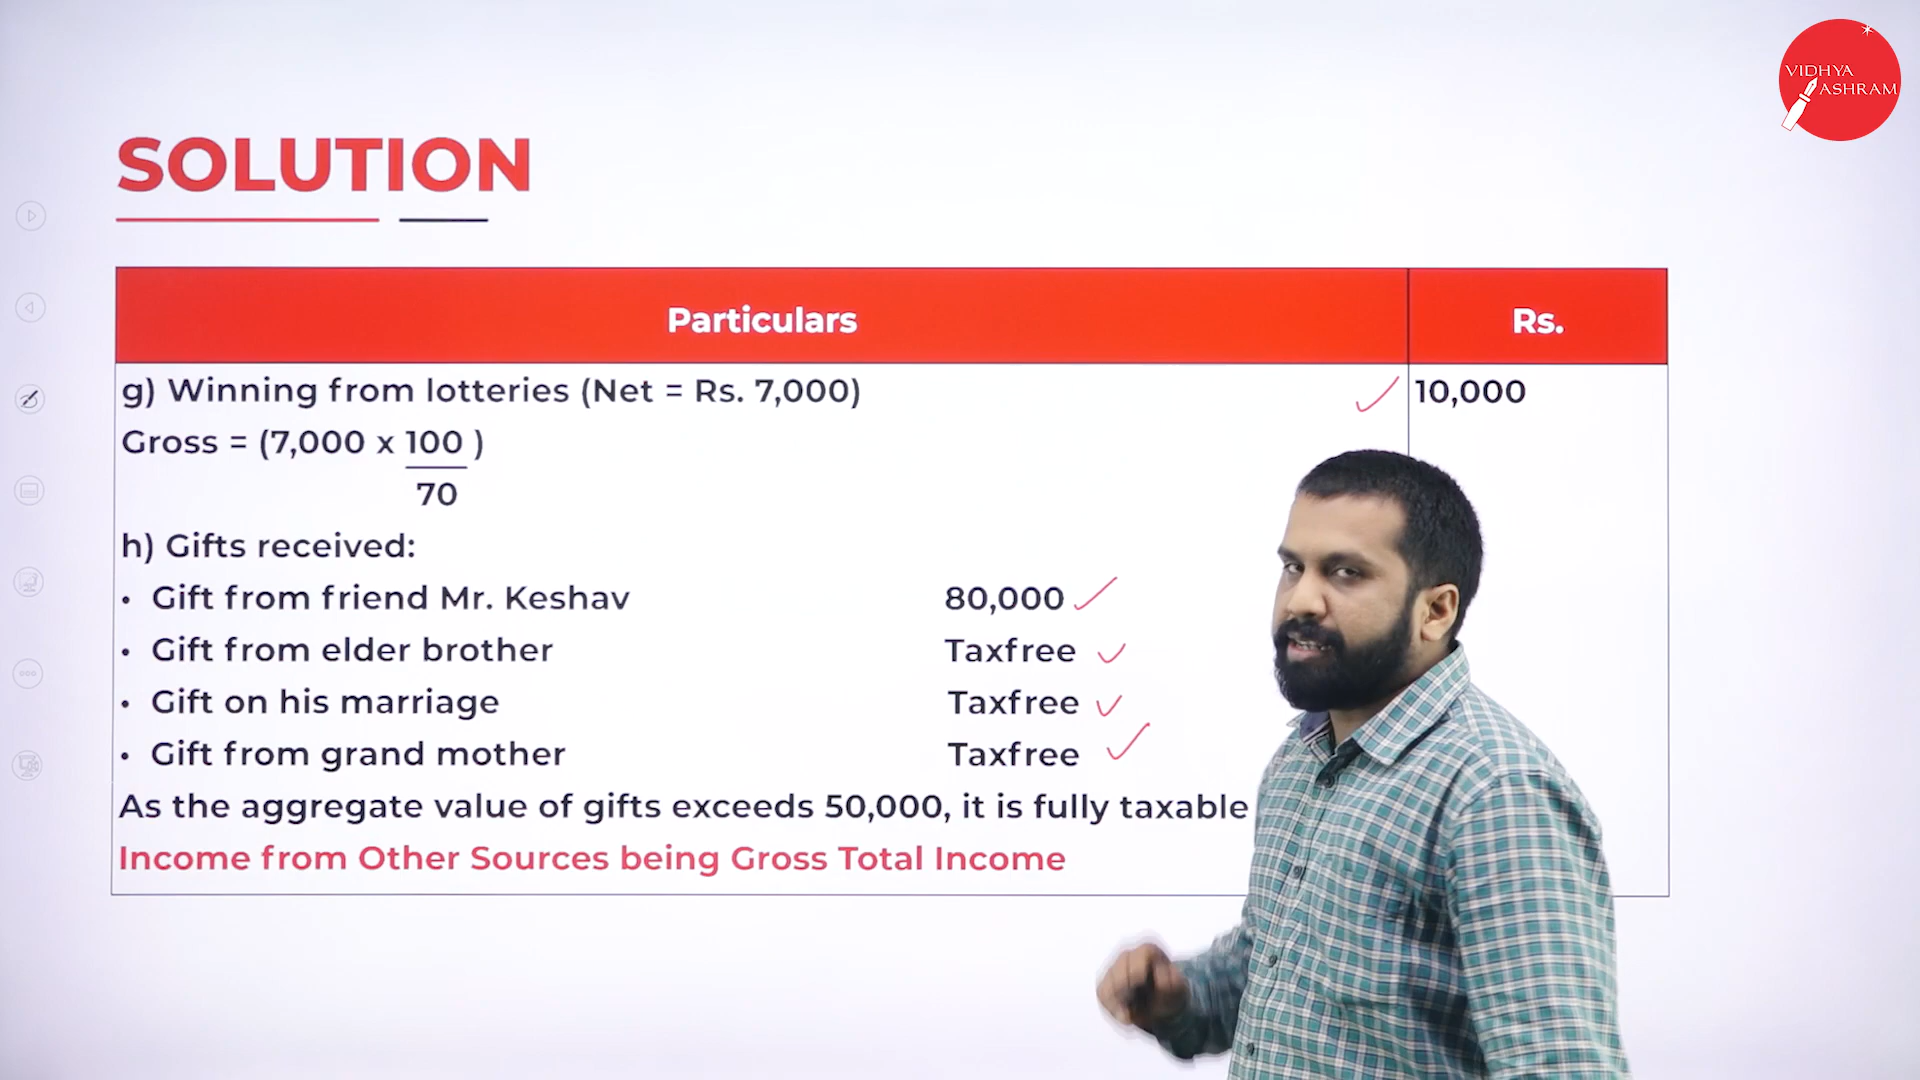 VIDHYA
ASHRAM
SOLUTION
Particulars Rs.
g) Winning from lotteries (Net = Rs. 7,000) 10,000
Gross = (7,000 x 100 )
70
h) Gifts received:
• Gift from friend Mr. Keshav 80,000
• Gift from elder brother Taxfree
• Gift on his marriage Taxfree
• Gift from grand mother Taxfree
As the aggregate value of gifts exceeds 50,000, it is fully taxable
Income from Other Sources being Gross Total Income